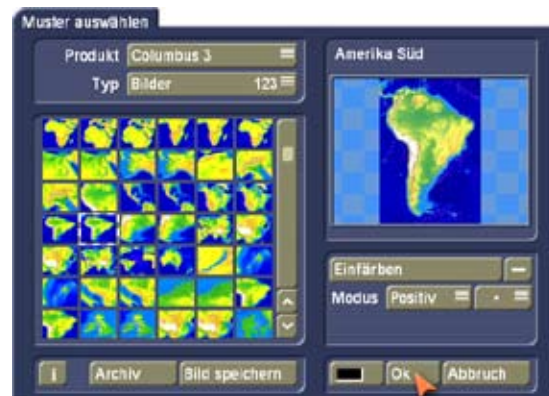 Muster auswählen
Produkt Columbus 3
Typ Bilder 123
Amerika Süd
Einfärben
Modus Positiv
i Archiv Bild speichern
Ok Abbruch